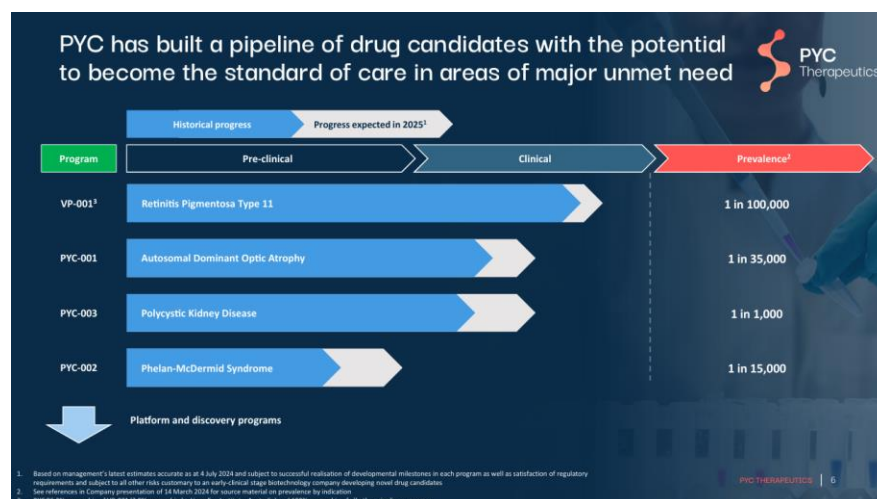 PYC has built a pipeline of drug candidates with the potential
to become the standard of care in areas of major unmet need
PYC
Therapeutics
Historical progress
Progress expected in 2025¹
Program
Pre-clinical
Clinical
Prevalence²
VP-001³
Retinitis Pigmentosa Type 11
1 in 100,000
PYC-001
Autosomal Dominant Optic Atrophy
1 in 35,000
PYC-003
Polycystic Kidney Disease
1 in 1,000
PYC-002
Phelan-McDermid Syndrome
1 in 15,000
Platform and discovery programs
1. Based on management's latest estimates accurate as at 4 July 2024 and subject to successful realisation of developmental milestones in each program as well as satisfaction of regulatory
requirements and subject to all other risks customary to an early-clinical stage biotechnology company developing novel drug candidates
2. See references in Company presentation of 14 March 2024 for source material on prevalence by indication
PYC THERAPEUTICS | 6